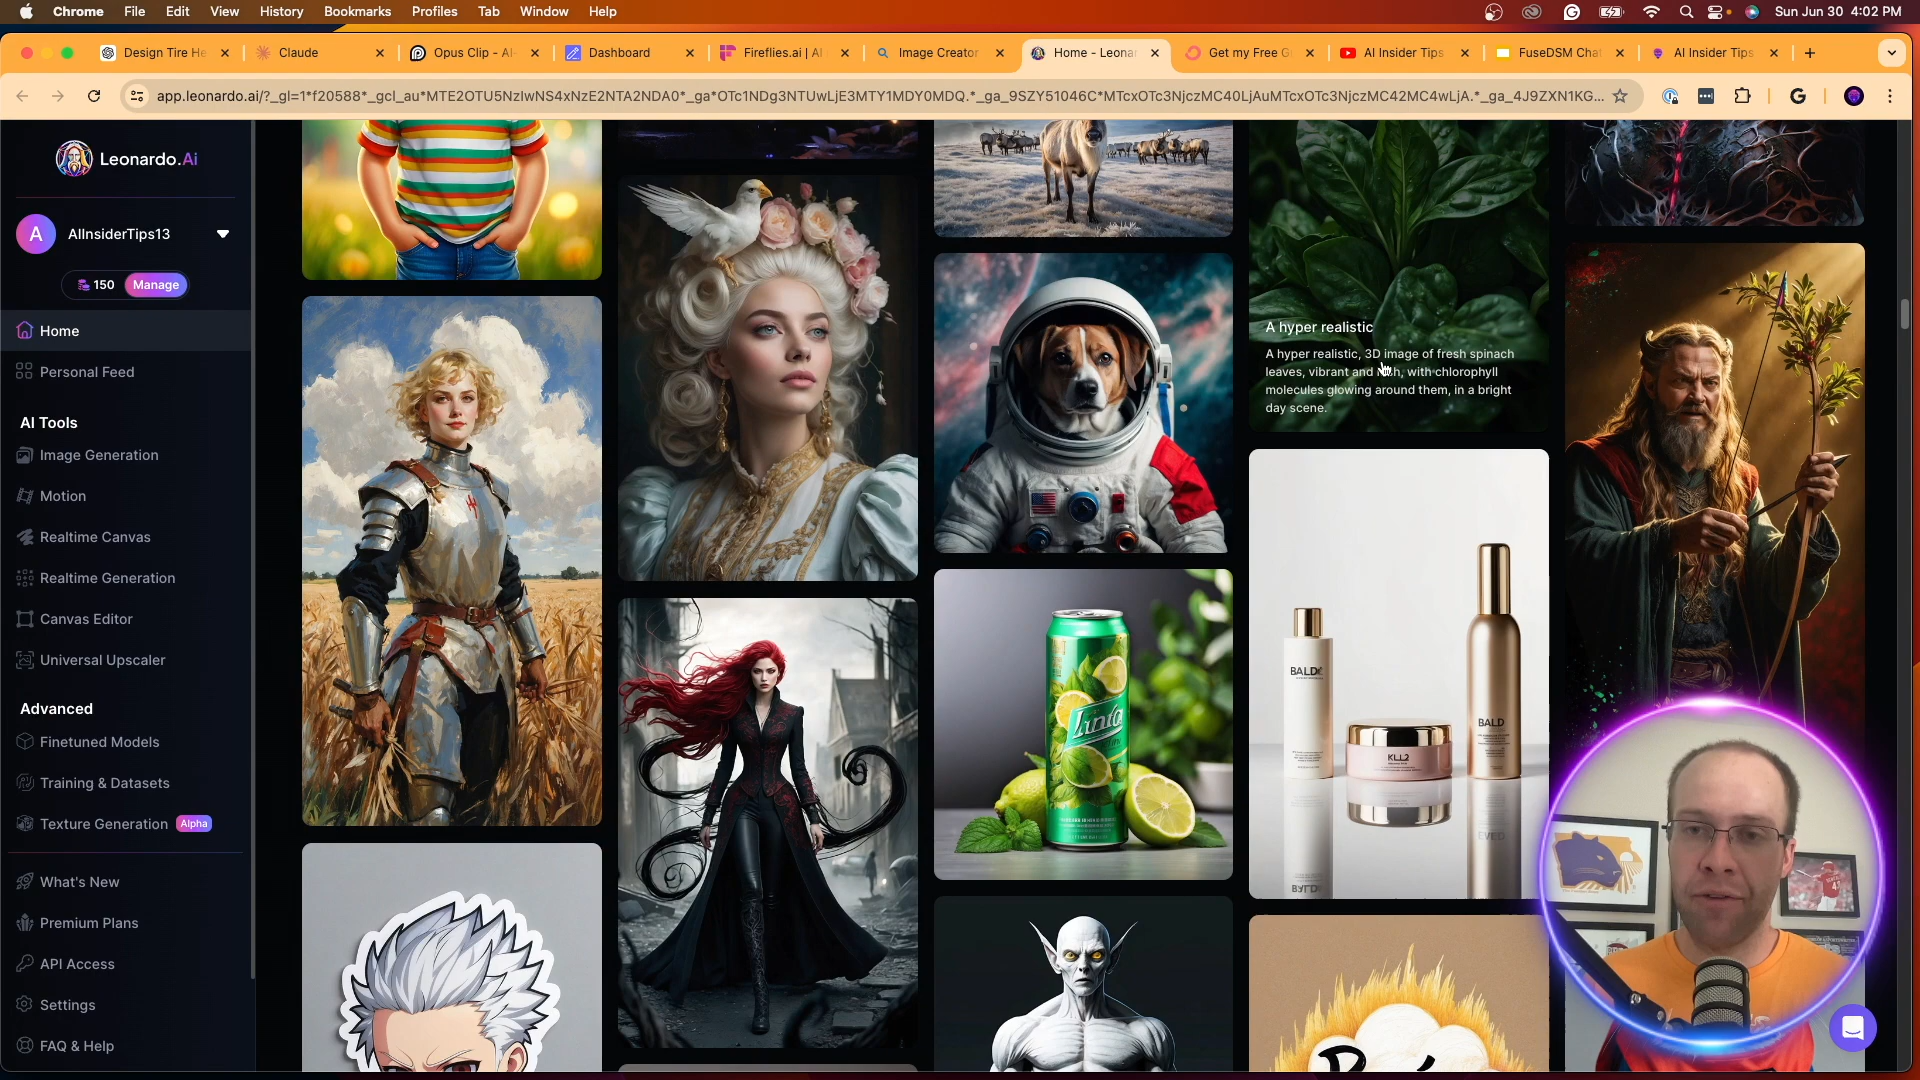 Chrome File Edit View History Bookmarks Profiles Tab Window Help
Sun Jun 30 4:02 PM
Design Tire He
Claude
Opus Clip - AI-
Dashboard
Fireflies.ai | AI
Image Creator
Home - Leonar
Get my Free G
AI Insider Tips
FuseDSM Chat
AI Insider Tips
app.leonardo.ai/?_gl=1*f20588*_gcl_au*MTE2OTU5NzIwNS4xNzE2NTA2NDA0*_ga*OTc1NDg3NTUwLjE3MTY1MDY0MDQ.*_ga_9SZY51046C*MTcxOTc3NjczMC40LjAuMTcxOTc3NjczMC42MC4wLjA.*_ga_4J9ZXN1KG...
Leonardo.Ai
A
AIInsiderTips13
150
Manage
Home
Personal Feed
AI Tools
Image Generation
Motion
Realtime Canvas
Realtime Generation
Canvas Editor
Universal Upscaler
Advanced
Finetuned Models
Training & Datasets
Texture Generation Alpha
What's New
Premium Plans
API Access
Settings
FAQ & Help
A hyper realistic
A hyper realistic, 3D image of fresh spinach
leaves, vibrant and lush, with chlorophyll
molecules glowing around them, in a bright
day scene.
BALD
KLL2
BALD